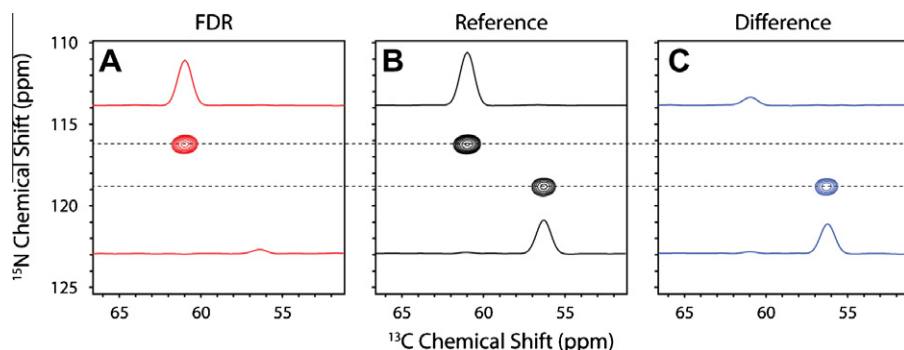 FDR Reference Difference
A B C
¹⁵N Chemical Shift (ppm)
110
115
120
125
65 60 55 65 60 55 65 60 55
¹³C Chemical Shift (ppm)